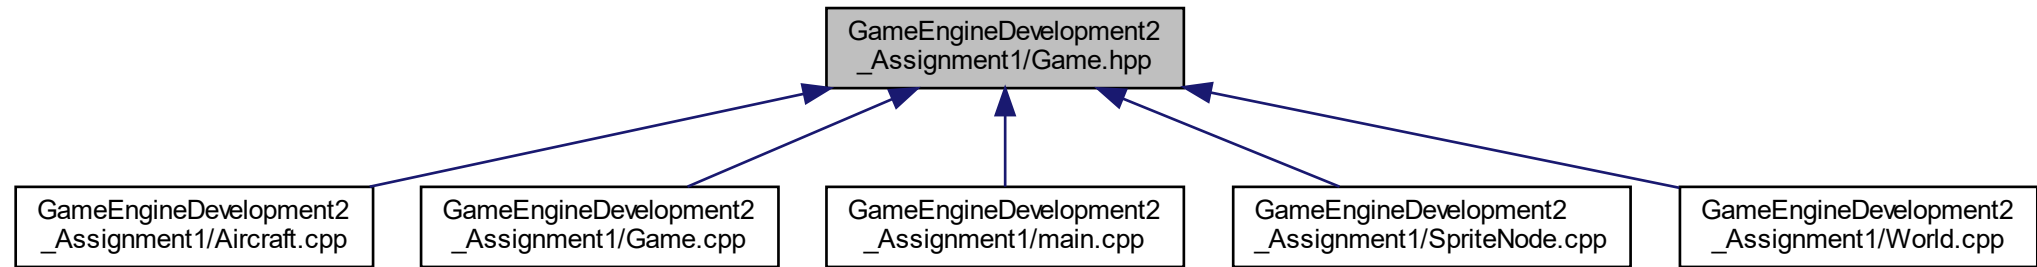 GameEngineDevelopment2
_Assignment1/Game.hpp
GameEngineDevelopment2
_Assignment1/Aircraft.cpp
GameEngineDevelopment2
_Assignment1/Game.cpp
GameEngineDevelopment2
_Assignment1/main.cpp
GameEngineDevelopment2
_Assignment1/SpriteNode.cpp
GameEngineDevelopment2
_Assignment1/World.cpp